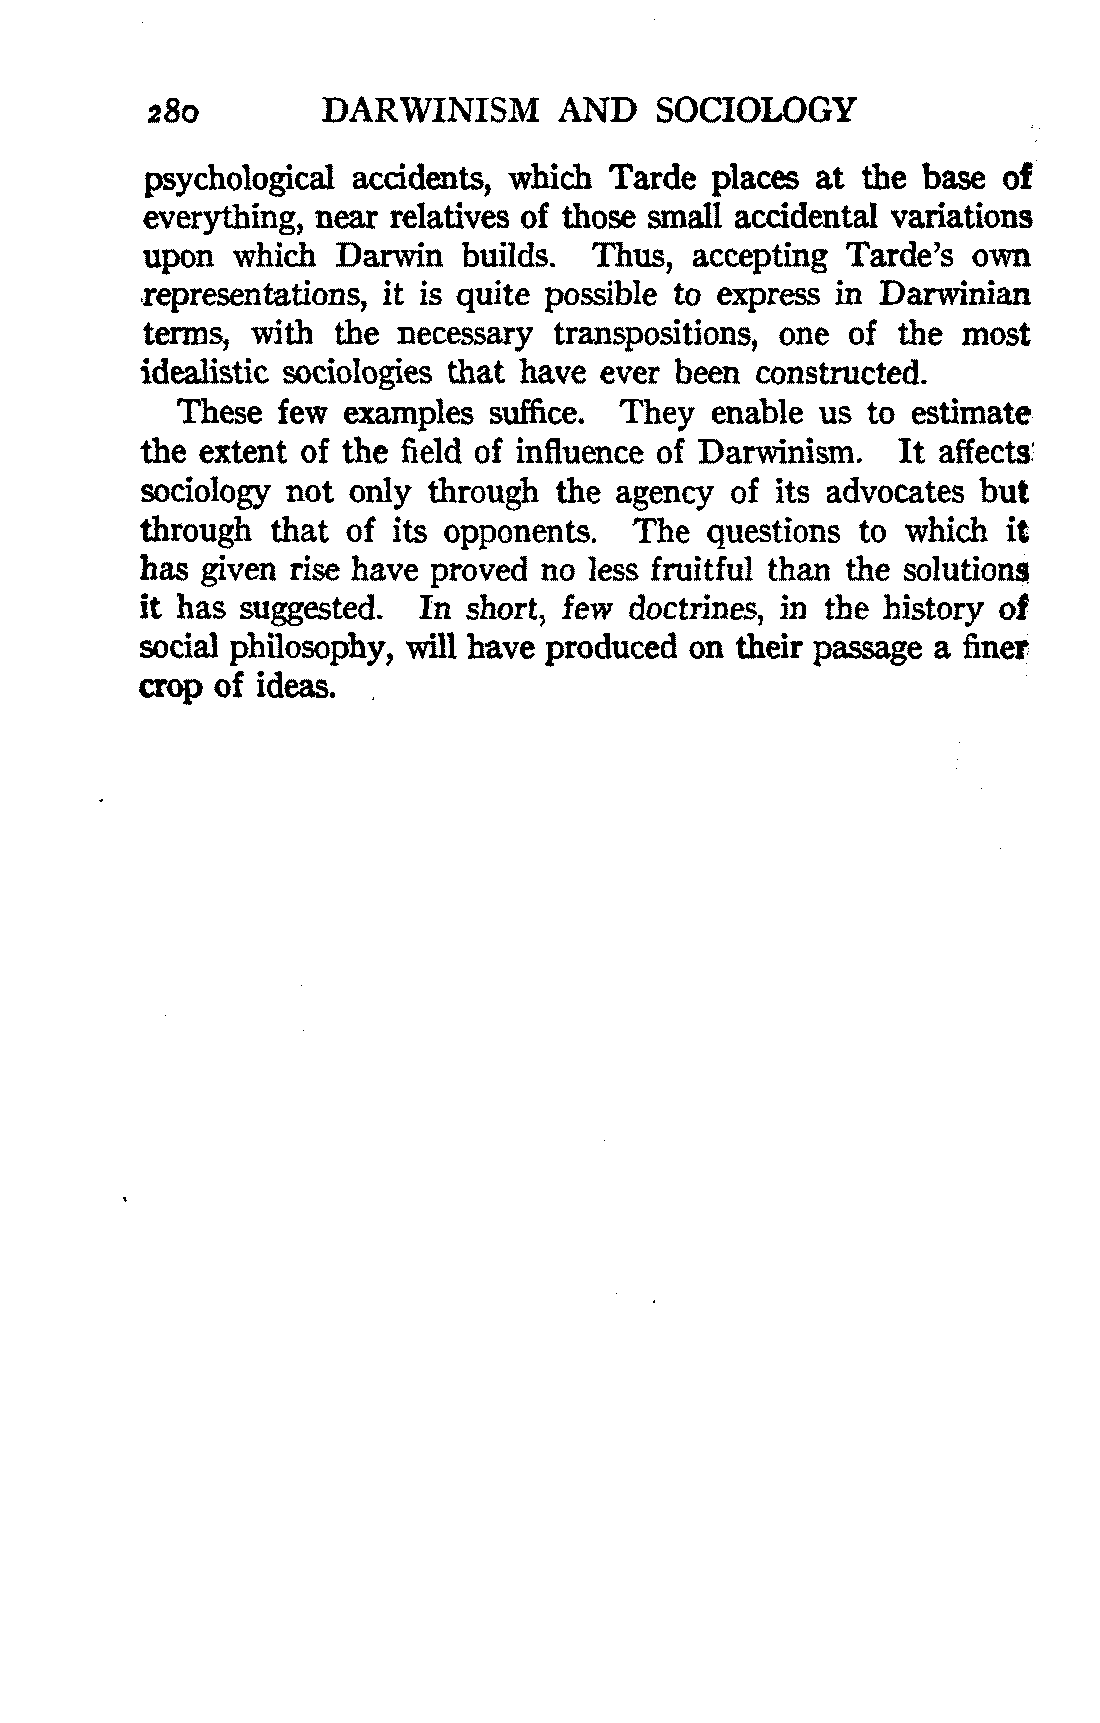 280 DARWINISM AND SOCIOLOGY
psychological accidents, which Tarde places at the base of
everything, near relatives of those small accidental variations
upon which Darwin builds. Thus, accepting Tarde's own
representations, it is quite possible to express in Darwinian
terms, with the necessary transpositions, one of the most
idealistic sociologies that have ever been constructed.
These few examples suffice. They enable us to estimate
the extent of the field of influence of Darwinism. It affects
sociology not only through the agency of its advocates but
through that of its opponents. The questions to which it
has given rise have proved no less fruitful than the solutions
it has suggested. In short, few doctrines, in the history of
social philosophy, will have produced on their passage a finer
crop of ideas.